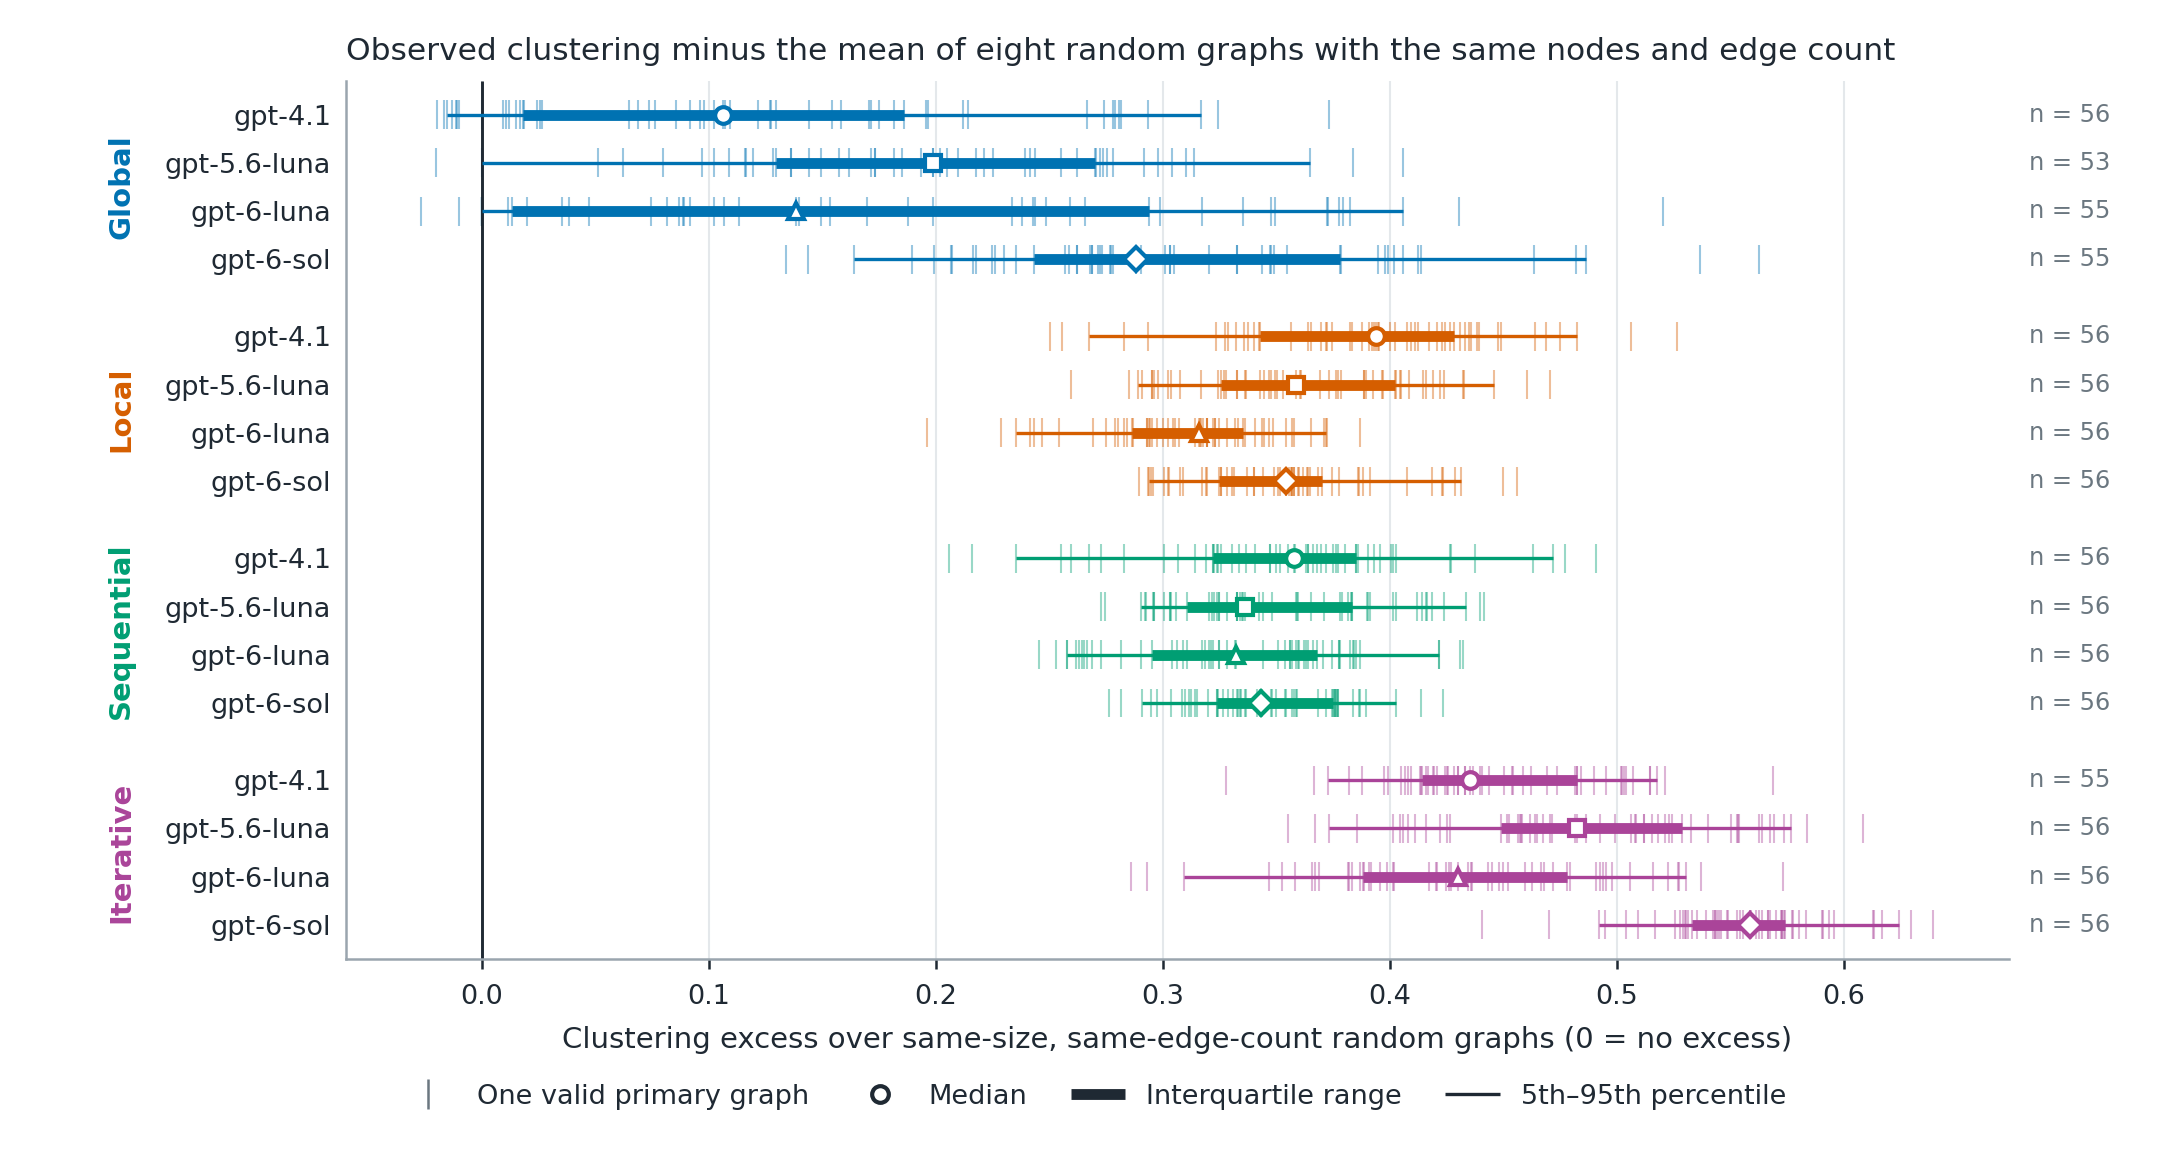 Observed clustering minus the mean of eight random graphs with the same nodes and edge count
Global
gpt-4.1 n = 56
gpt-5.6-luna n = 53
gpt-6-luna n = 55
gpt-6-sol n = 55
Local
gpt-4.1 n = 56
gpt-5.6-luna n = 56
gpt-6-luna n = 56
gpt-6-sol n = 56
Sequential
gpt-4.1 n = 56
gpt-5.6-luna n = 56
gpt-6-luna n = 56
gpt-6-sol n = 56
Iterative
gpt-4.1 n = 55
gpt-5.6-luna n = 56
gpt-6-luna n = 56
gpt-6-sol n = 56
0.0 0.1 0.2 0.3 0.4 0.5 0.6
Clustering excess over same-size, same-edge-count random graphs (0 = no excess)
One valid primary graph Median Interquartile range 5th–95th percentile